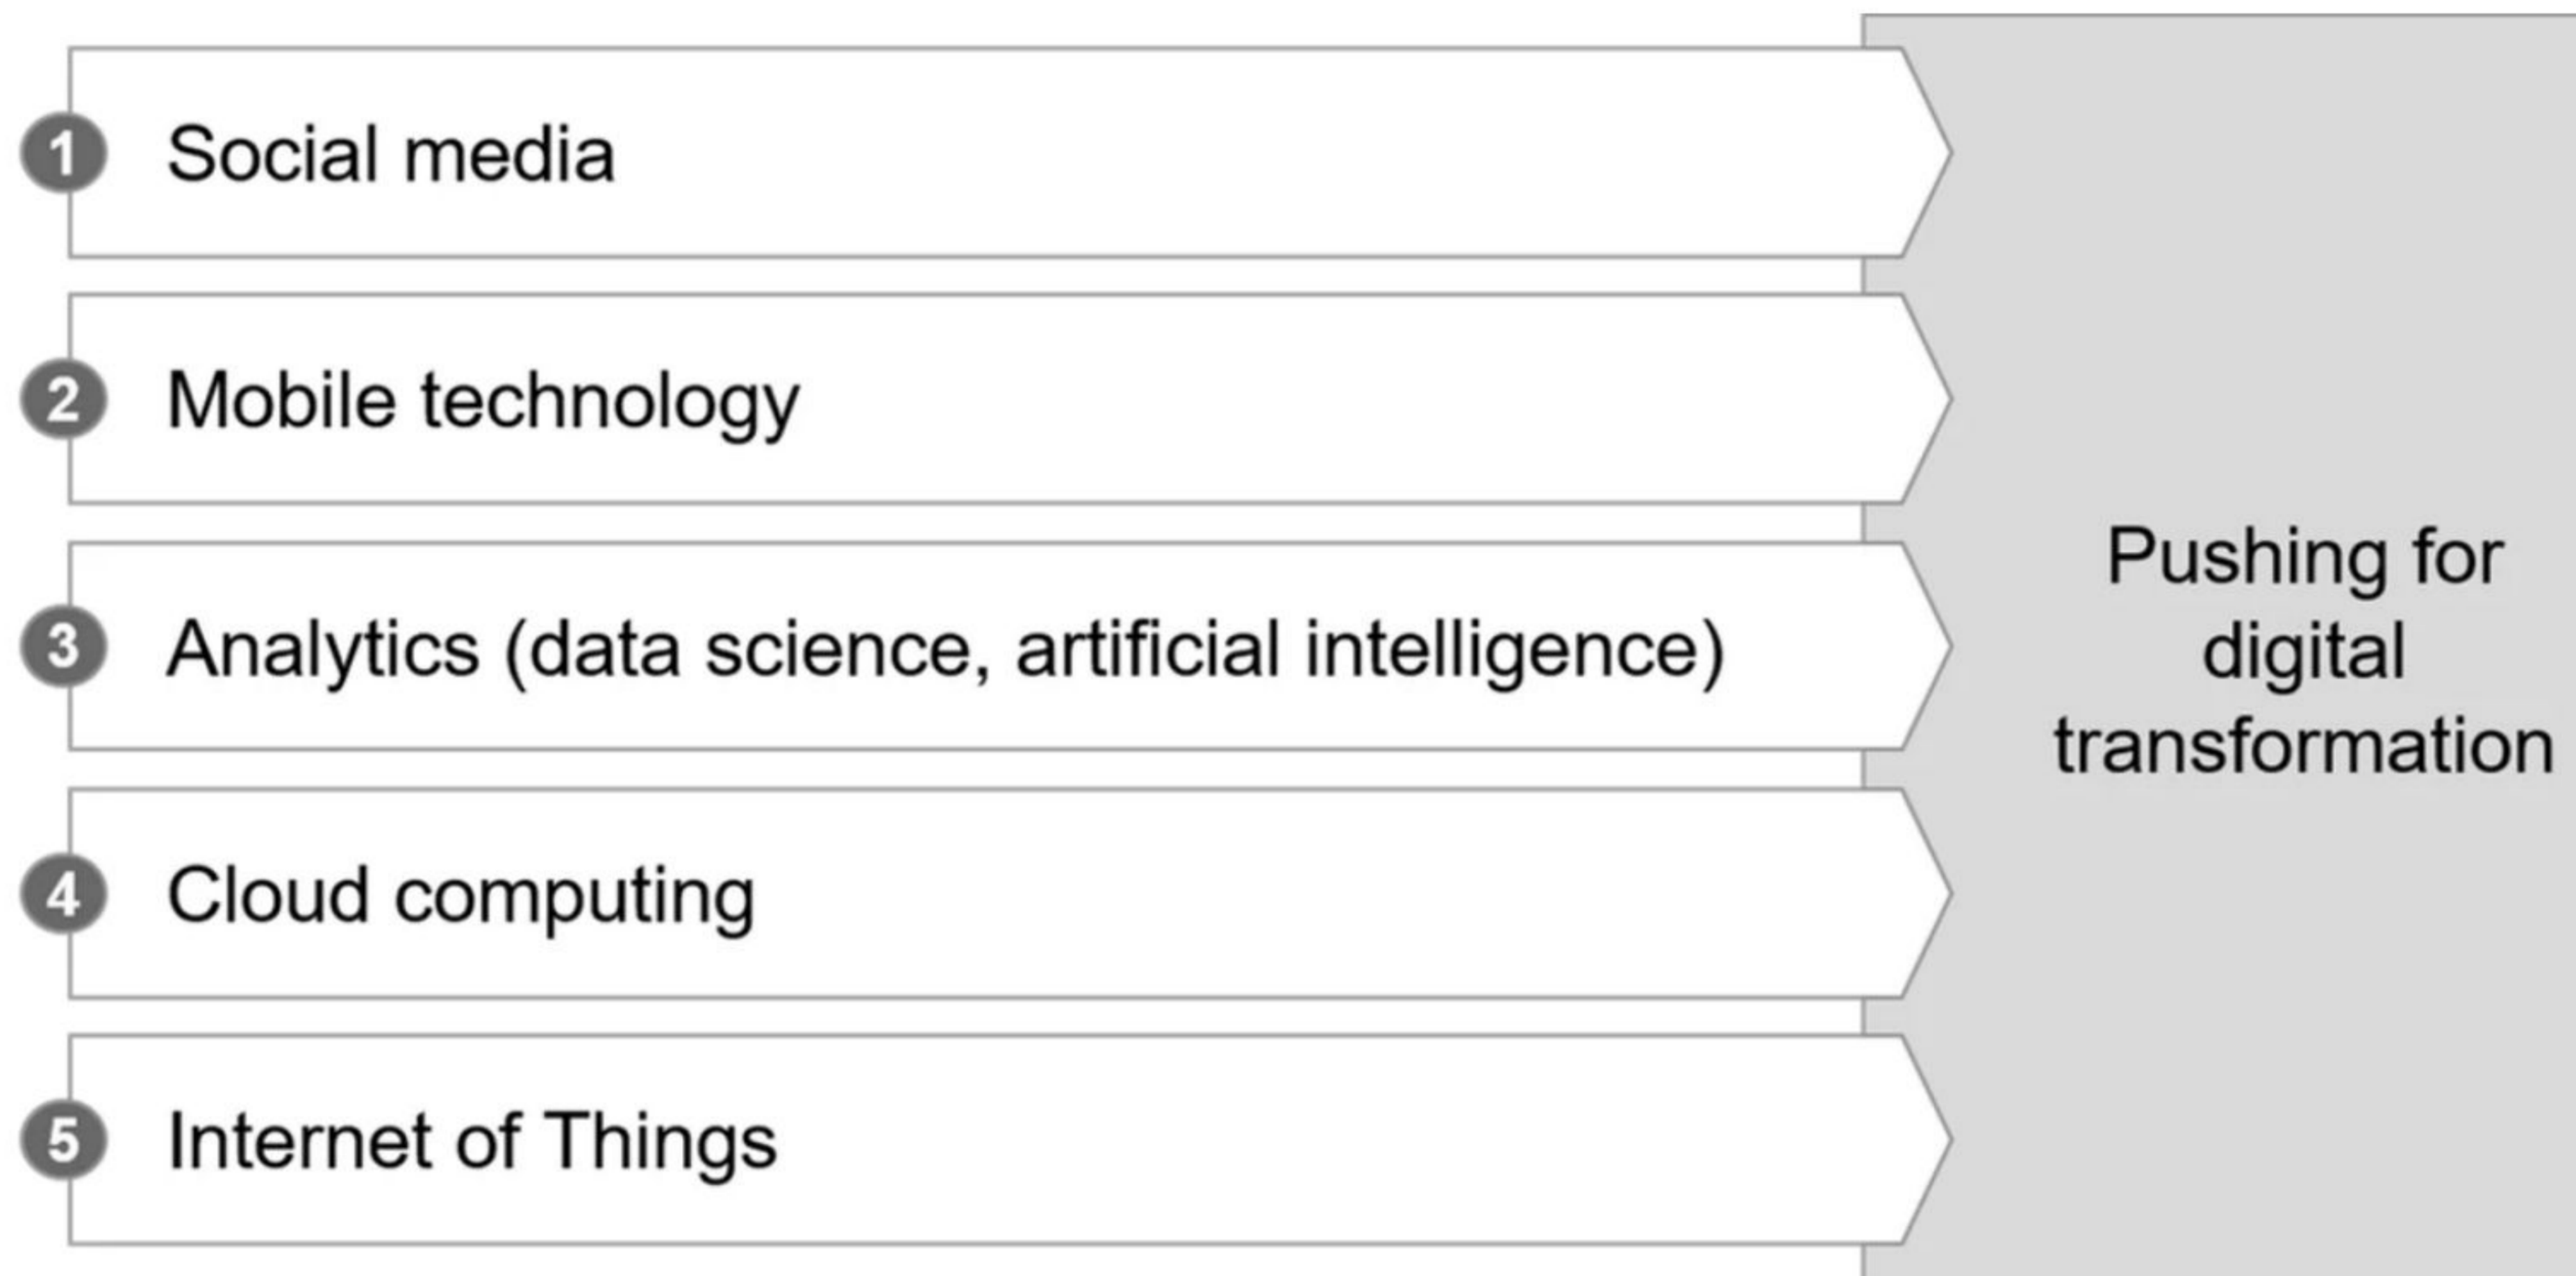 1 Social media
2 Mobile technology
3 Analytics (data science, artificial intelligence)
4 Cloud computing
5 Internet of Things
Pushing for
digital
transformation